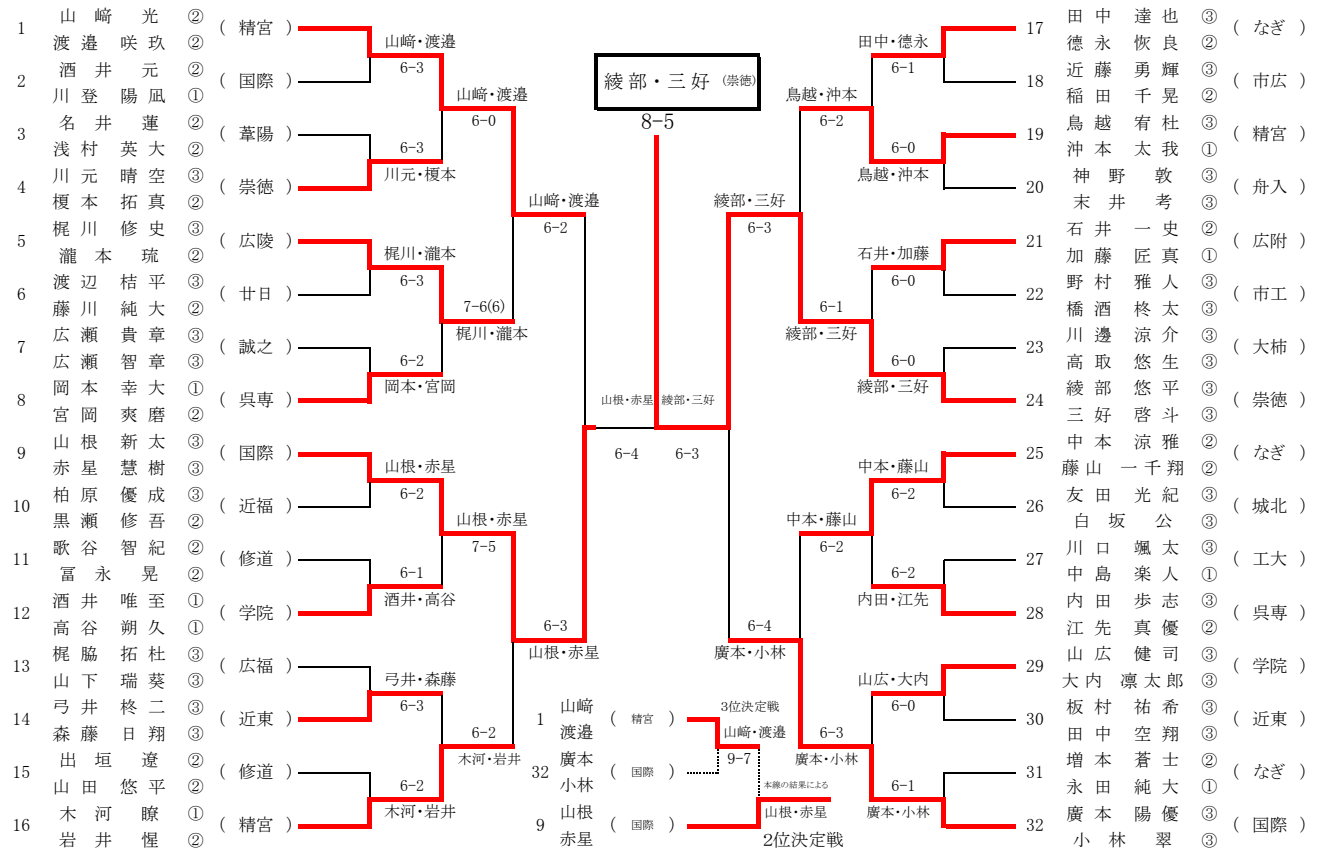 1 山﨑 光 ② 渡邉 咲玖 ② ( 精宮 )
2 酒井 元 ② 川登 陽凪 ① ( 国際 )
3 名井 蓮 ② 浅村 英大 ② ( 葦陽 )
4 川元 晴空 ③ 榎本 拓真 ② ( 崇徳 )
5 梶川 修史 ③ 瀧本 琉 ② ( 広陵 )
6 渡辺 桔平 ③ 藤川 純大 ② ( 廿日 )
7 広瀬 貴章 ③ 広瀬 智章 ③ ( 誠之 )
8 岡本 幸大 ① 宮岡 爽磨 ② ( 呉専 )
9 山根 新太 ③ 赤星 慧樹 ③ ( 国際 )
10 柏原 優成 ③ 黒瀬 修吾 ② ( 近福 )
11 歌谷 智紀 ② 冨永 晃 ② ( 修道 )
12 酒井 唯至 ① 高谷 朔久 ① ( 学院 )
13 梶脇 拓杜 ③ 山下 瑞葵 ③ ( 広福 )
14 弓井 柊二 ③ 森藤 日翔 ③ ( 近東 )
15 出垣 遼 ② 山田 悠平 ② ( 修道 )
16 木河 瞭 ① 岩井 惺 ② ( 精宮 )
山﨑・渡邉
6-3
6-3
川元・榎本
梶川・瀧本
6-3
6-2
岡本・宮岡
山根・赤星
6-2
6-1
酒井・高谷
弓井・森藤
6-3
6-2
木河・岩井
山﨑・渡邉
6-0
7-6(6)
梶川・瀧本
山根・赤星
7-5
6-2
木河・岩井
山﨑・渡邉
6-2
6-3
山根・赤星
綾部・三好 (崇徳)
8-5
山根・赤星 綾部・三好
6-4 6-3
綾部・三好
6-3
6-4
廣本・小林
鳥越・沖本
6-2
6-1
綾部・三好
中本・藤山
6-2
6-3
廣本・小林
田中・德永
6-1
6-0
鳥越・沖本
石井・加藤
6-0
6-0
綾部・三好
中本・藤山
6-2
6-2
内田・江先
山広・大内
6-0
6-1
廣本・小林
17 田中 達也 ③ 德永 恢良 ② ( なぎ )
18 近藤 勇輝 ③ 稲田 千晃 ② ( 市広 )
19 鳥越 宥杜 ③ 沖本 太我 ① ( 精宮 )
20 神野 敦 ③ 末井 考 ③ ( 舟入 )
21 石井 一史 ② 加藤 匠真 ① ( 広附 )
22 野村 雅人 ③ 橋酒 柊太 ③ ( 市工 )
23 川邊 涼介 ③ 高取 悠生 ③ ( 大柿 )
24 綾部 悠平 ③ 三好 啓斗 ③ ( 崇徳 )
25 中本 涼雅 ② 藤山 一千翔 ② ( なぎ )
26 友田 光紀 ③ 白坂 公 ③ ( 城北 )
27 川口 颯太 ③ 中島 楽人 ① ( 工大 )
28 内田 歩志 ③ 江先 真優 ② ( 呉専 )
29 山広 健司 ③ 大内 凛太郎 ③ ( 学院 )
30 板村 祐希 ③ 田中 空翔 ③ ( 近東 )
31 増本 蒼士 ② 永田 純大 ① ( なぎ )
32 廣本 陽優 ③ 小林 翠 ③ ( 国際 )
3位決定戦
1 山﨑 渡邉 ( 精宮 )
山﨑・渡邉
9-7
32 廣本 小林 ( 国際 )
本線の結果による
9 山根 赤星 ( 国際 )
山根・赤星
2位決定戦